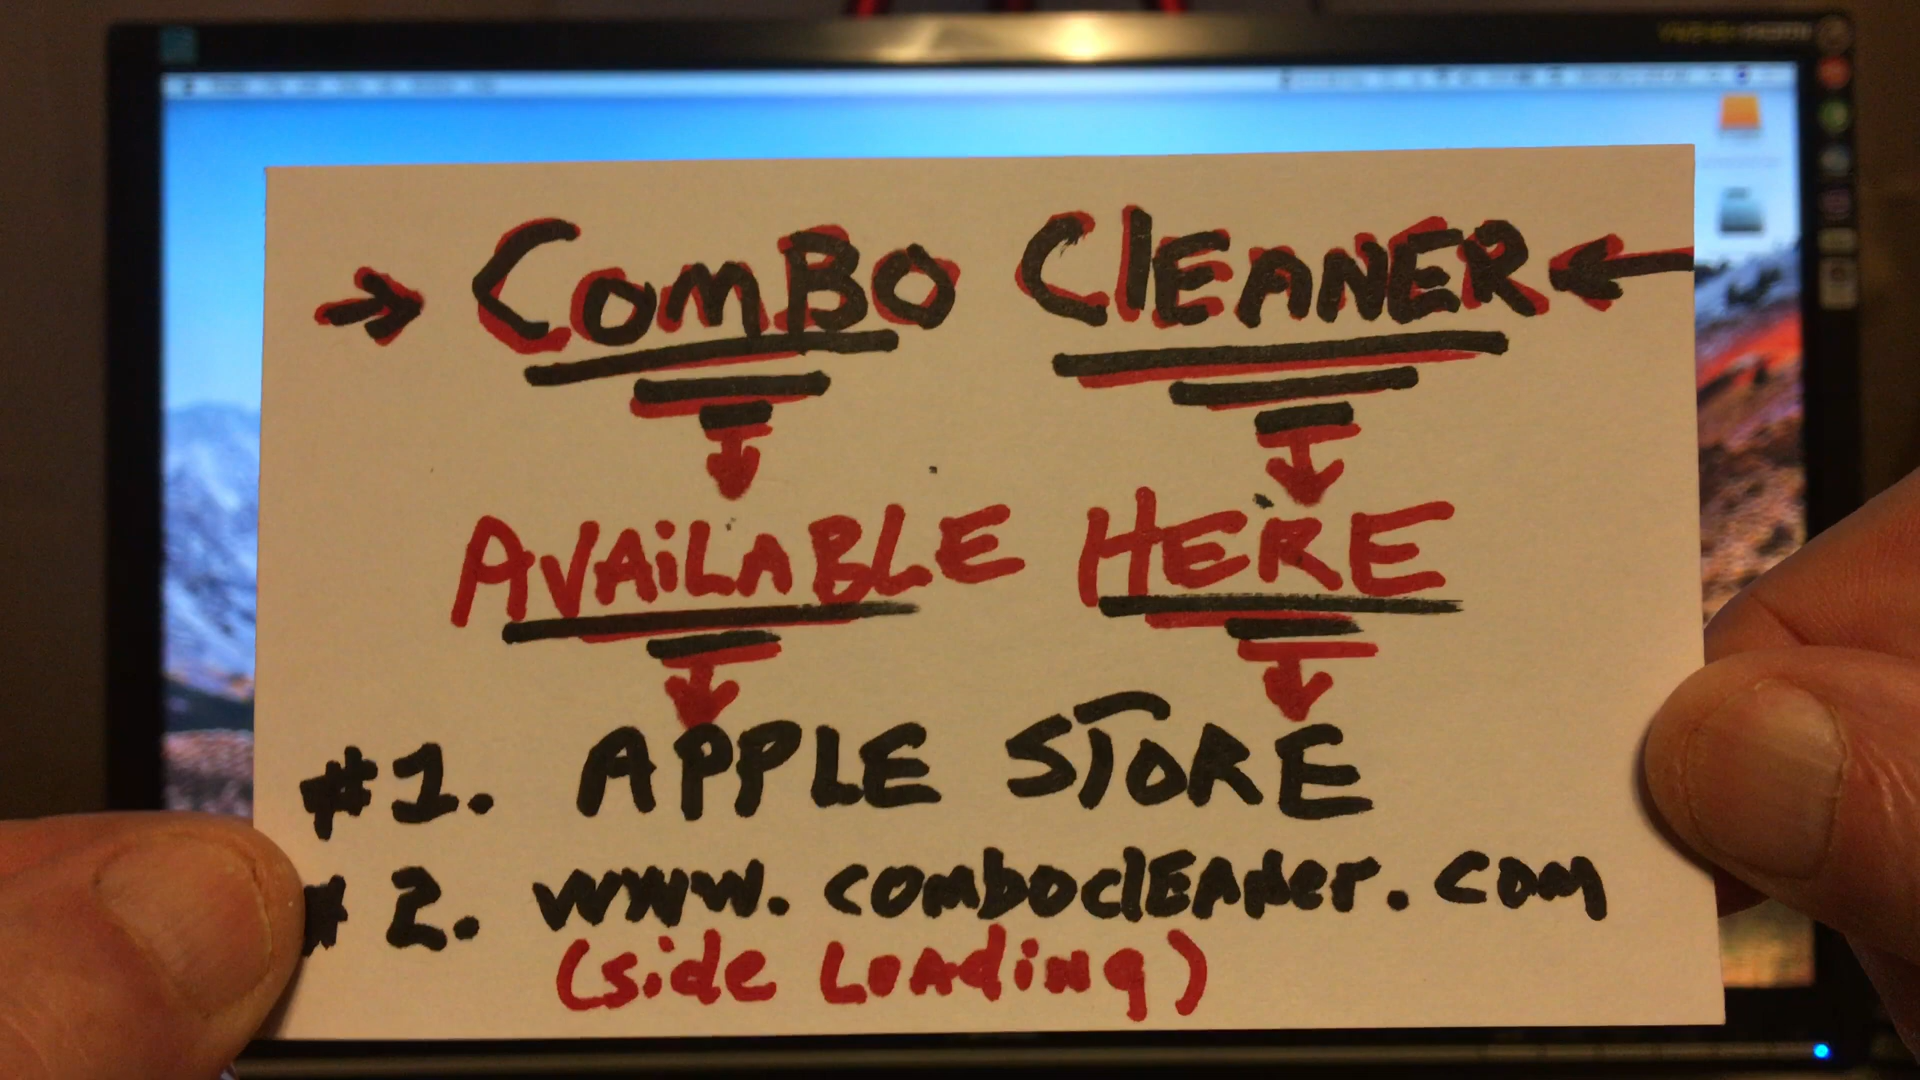 → COMBO CLEANER ←
AVAiLABLE HERE
#1. APPLE STORE
# 2. www.combocLEANer.com
(side LoAding)